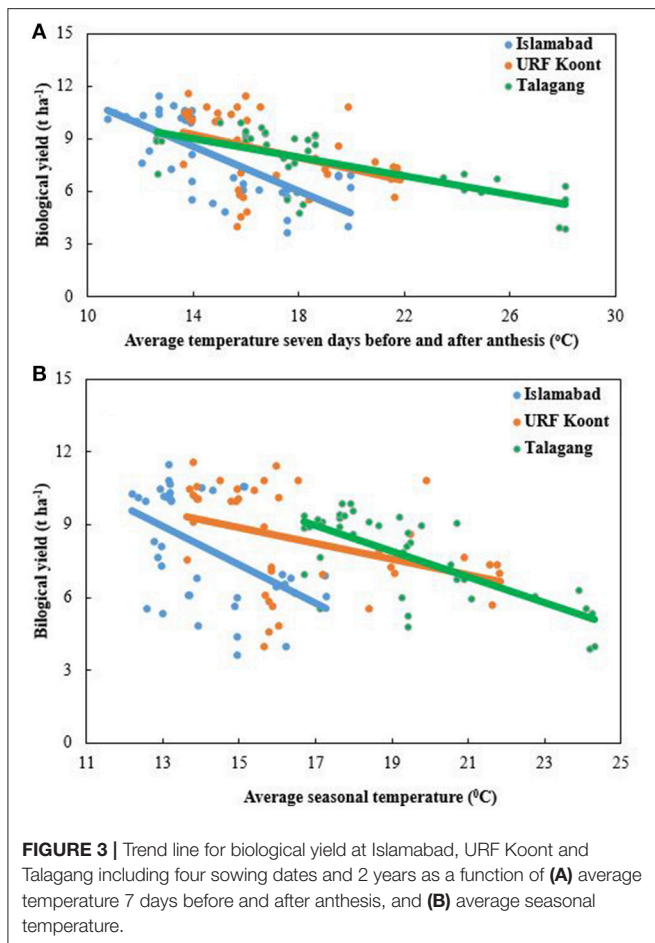 A
15
12
9
6
3
0
Biological yield (t ha⁻¹)
Islamabad
URF Koont
Talagang
10 14 18 22 26 30
Average temperature seven days before and after anthesis (ºC)
B
15
12
9
6
3
0
Bilogical yield (t ha⁻¹)
Islamabad
URF Koont
Talagang
11 13 15 17 19 21 23 25
Average seasonal temperature (⁰C)
FIGURE 3 | Trend line for biological yield at Islamabad, URF Koont and
Talagang including four sowing dates and 2 years as a function of (A) average
temperature 7 days before and after anthesis, and (B) average seasonal
temperature.